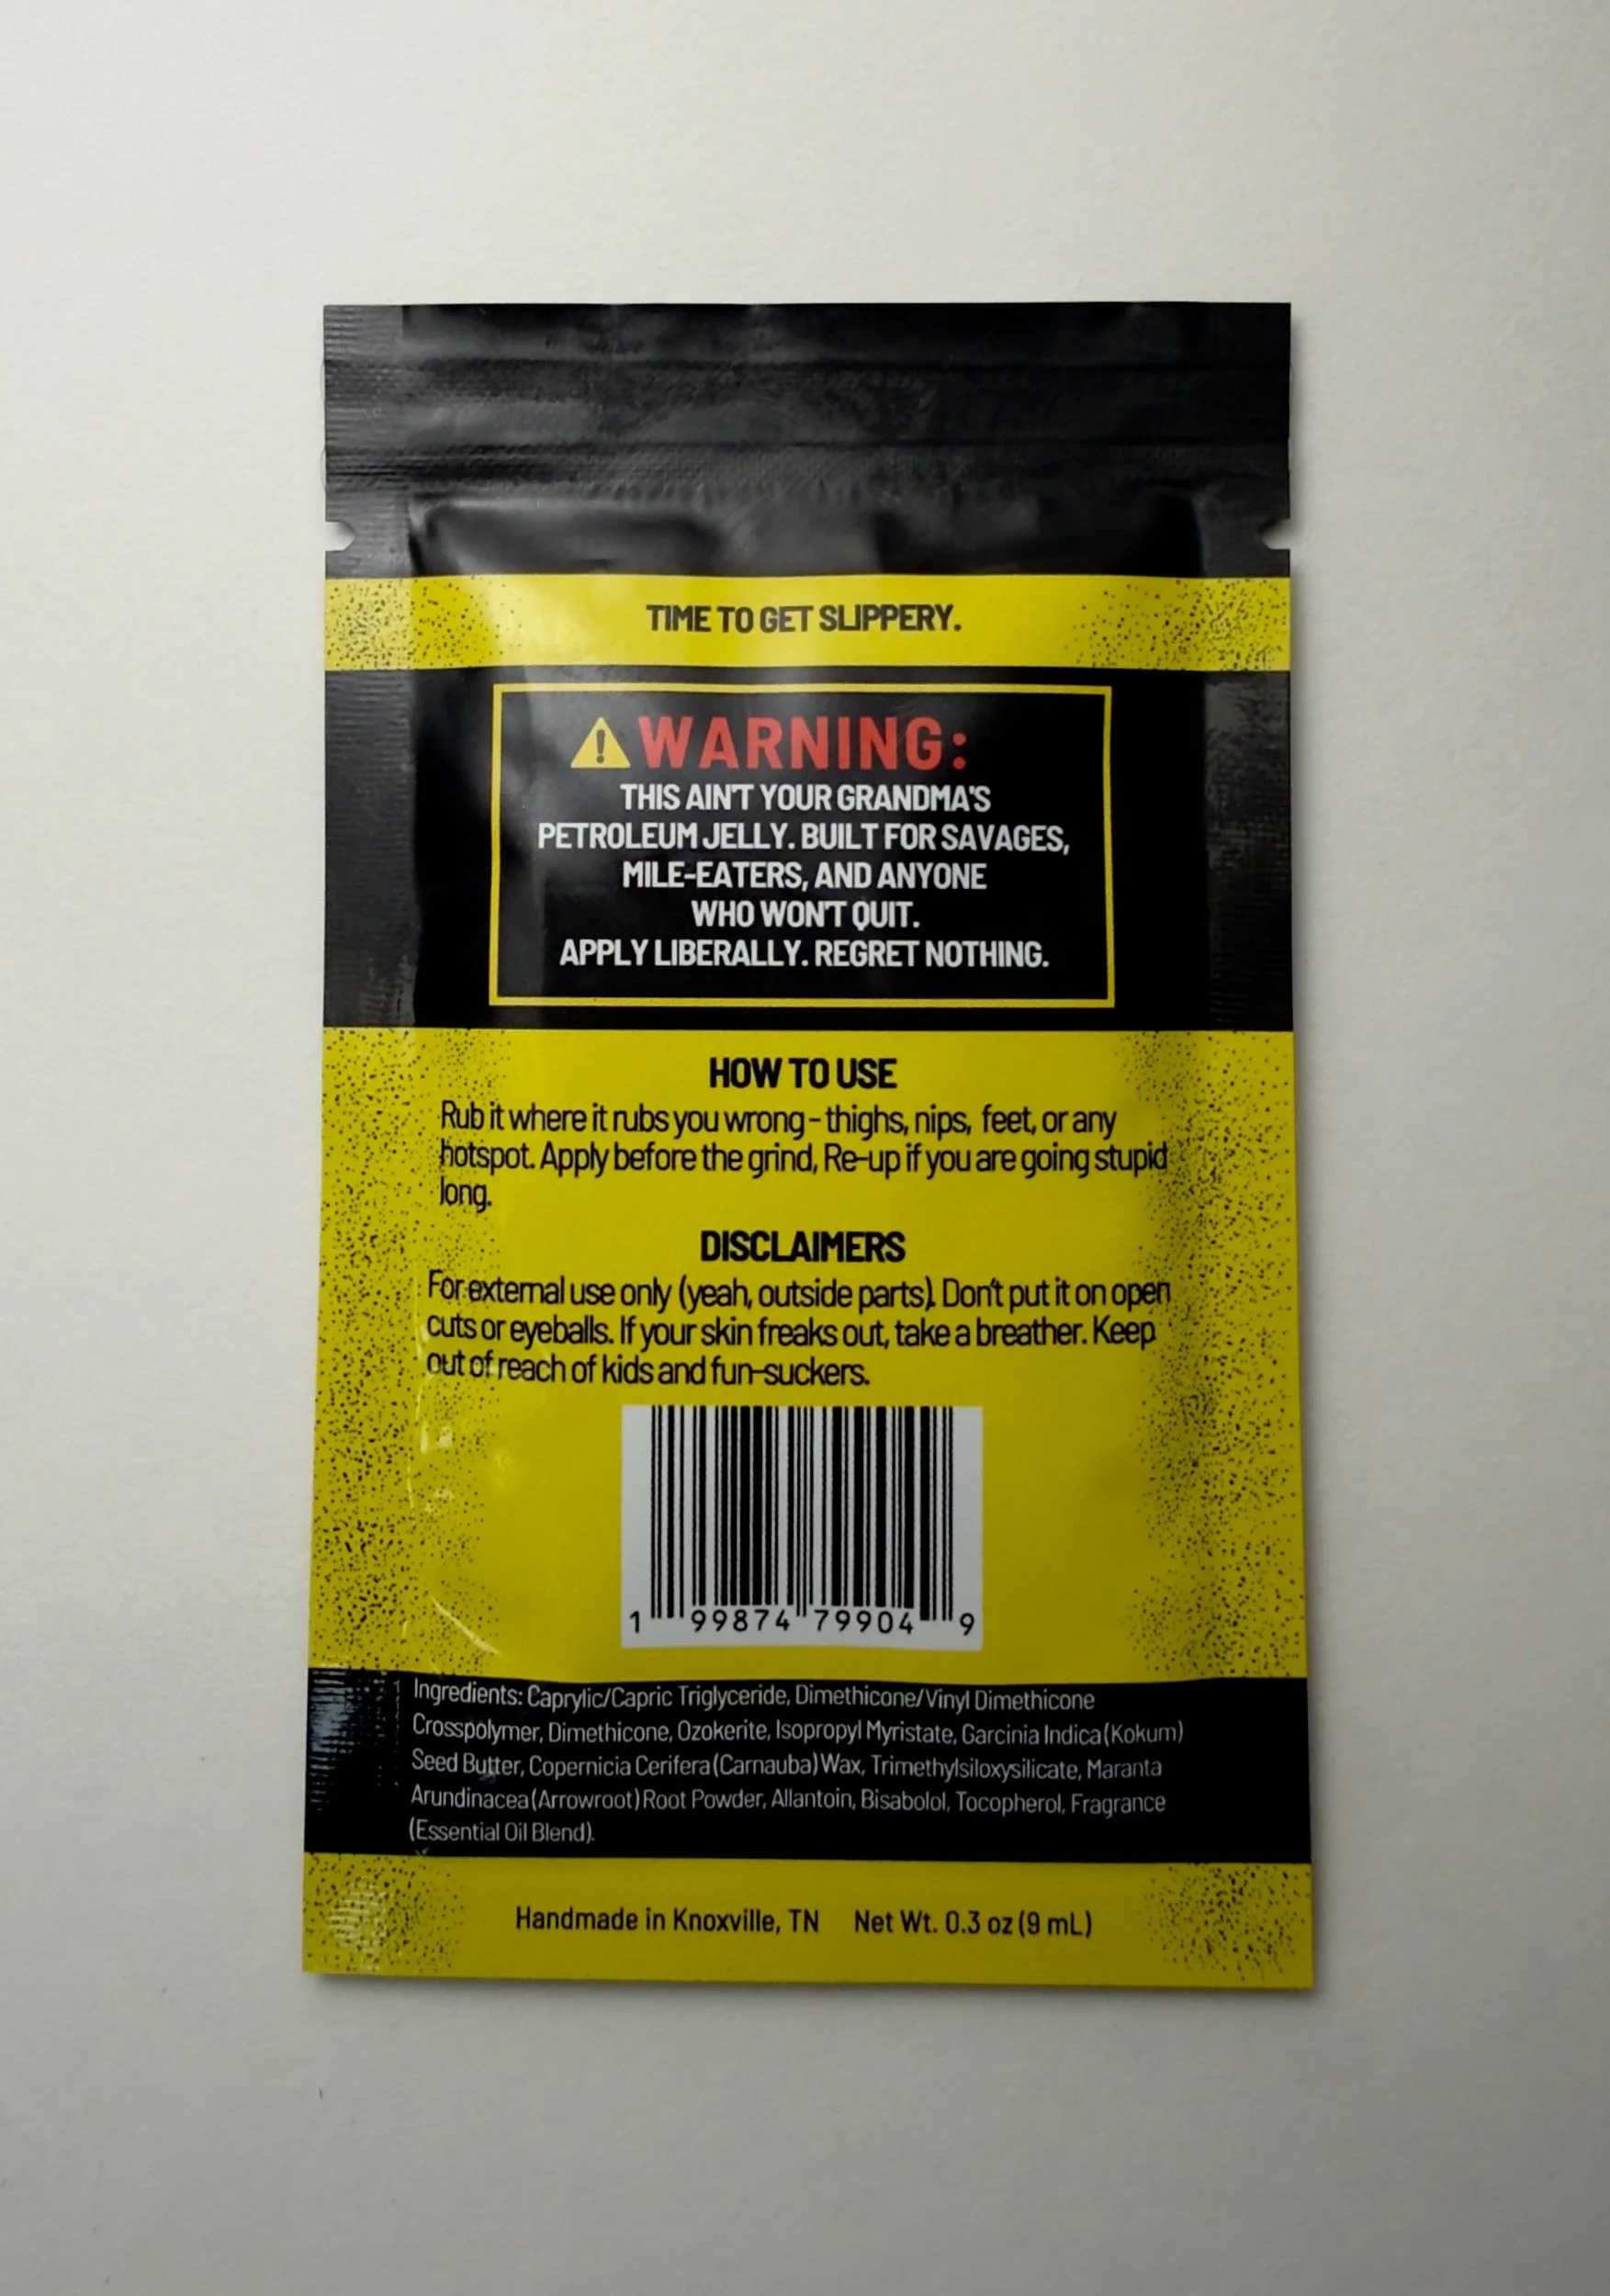 TIME TO GET SLIPPERY.
WARNING:
THIS AIN'T YOUR GRANDMA'S
PETROLEUM JELLY. BUILT FOR SAVAGES,
MILE-EATERS, AND ANYONE
WHO WON'T QUIT.
APPLY LIBERALLY. REGRET NOTHING.
HOW TO USE
Rub it where it rubs you wrong - thighs, nips, feet, or any
hotspot. Apply before the grind, Re-up if you are going stupid
long.
DISCLAIMERS
For external use only (yeah, outside parts). Don't put it on open
cuts or eyeballs. If your skin freaks out, take a breather. Keep
out of reach of kids and fun-suckers.
1 99874 79904 9
Ingredients: Caprylic/Capric Triglyceride, Dimethicone/Vinyl Dimethicone
Crosspolymer, Dimethicone, Ozokerite, Isopropyl Myristate, Garcinia Indica (Kokum)
Seed Butter, Copernicia Cerifera (Carnauba) Wax, Trimethylsiloxysilicate, Maranta
Arundinacea (Arrowroot) Root Powder, Allantoin, Bisabolol, Tocopherol, Fragrance
(Essential Oil Blend).
Handmade in Knoxville, TN Net Wt. 0.3 oz (9 mL)